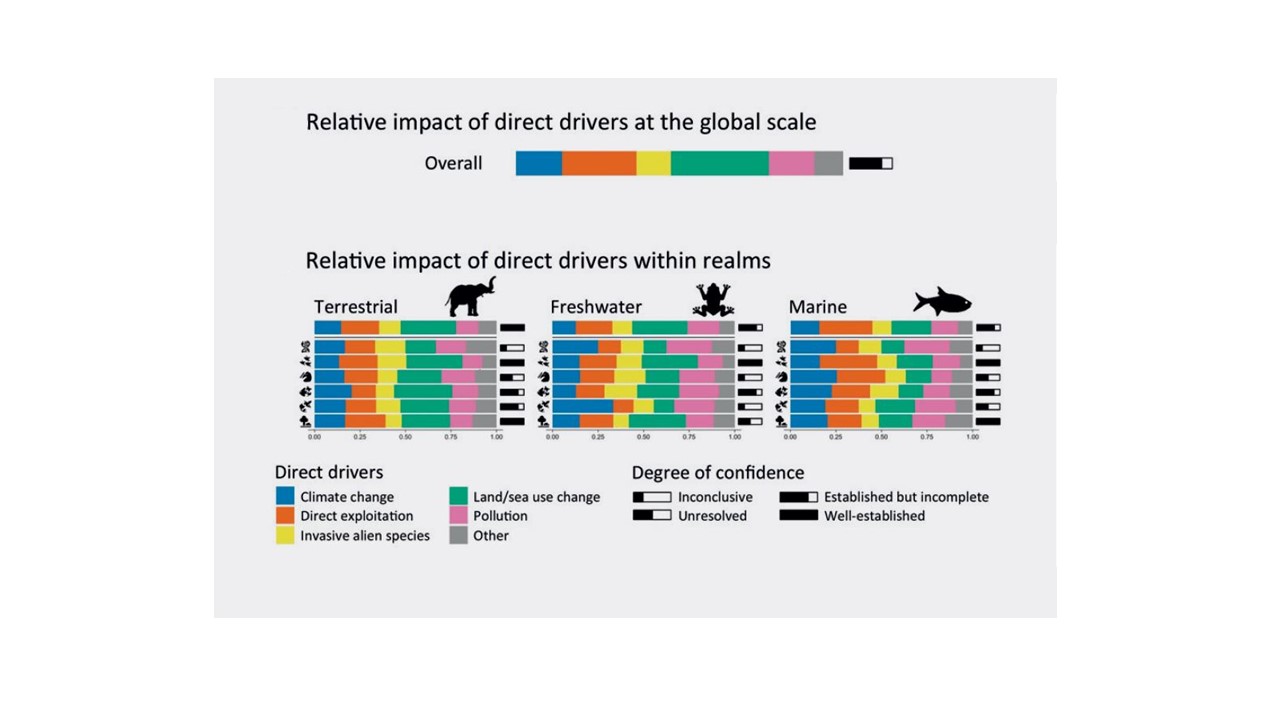 Relative impact of direct drivers at the global scale
Overall
Relative impact of direct drivers within realms
Terrestrial
Freshwater
Marine
0.00 0.25 0.50 0.75 1.00
0.00 0.25 0.50 0.75 1.00
0.00 0.25 0.50 0.75 1.00
Direct drivers
Climate change
Direct exploitation
Invasive alien species
Land/sea use change
Pollution
Other
Degree of confidence
Inconclusive
Unresolved
Established but incomplete
Well-established